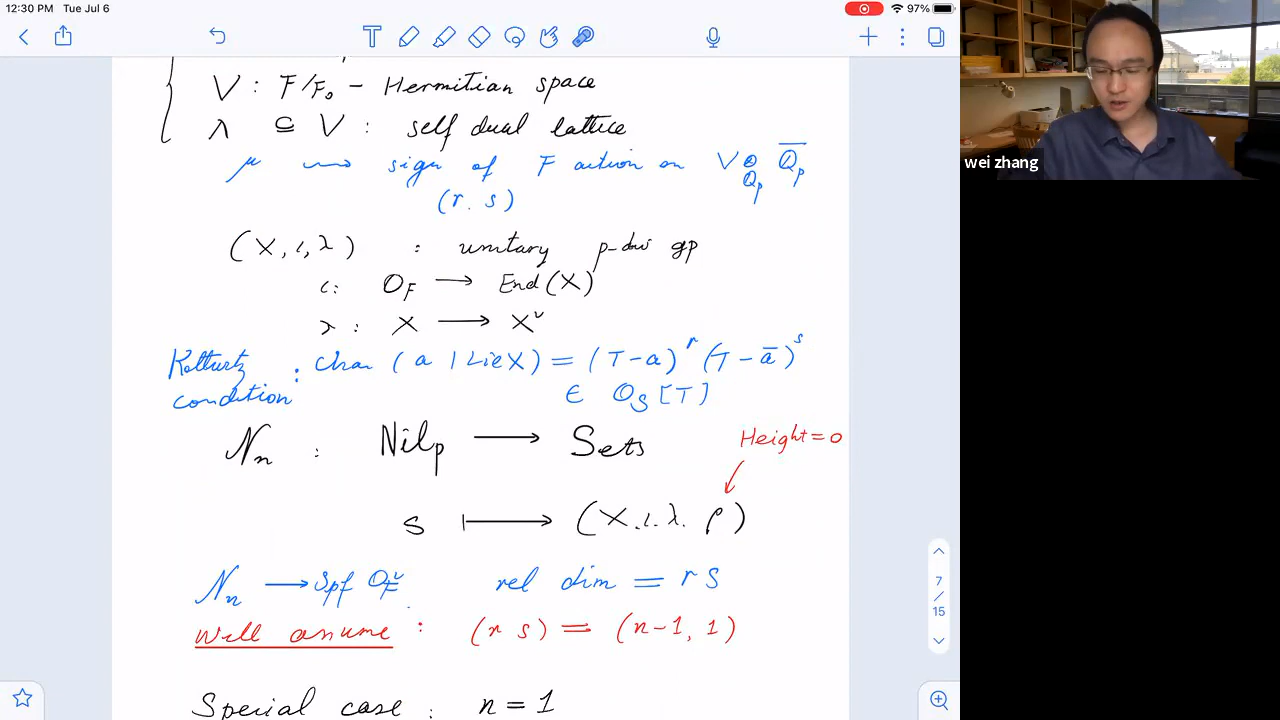 12:30 PM Tue Jul 6
97%
V : F/F₀ - Hermitian space
λ ⊆ V : self dual lattice
μ ⟿ sign of F action on V ⊗_{Q_p} \overline{Q_p}
(r. s)
(X, ι, λ) : unitary p-div gp
ι: O_F → End(X)
λ : X → X^∨
Kottwitz condition : Char (a | Lie X) = (T-a)^r (T-ā)^s
∈ O_S [T]
N_n : Nilp → Sets
Height = 0
S ↦ (X. ι. λ. ρ)
N_n → Spf O_F̆ rel dim = r s
Will assume : (r s) = (n-1, 1)
Special case : n = 1
wei zhang
7
/
15